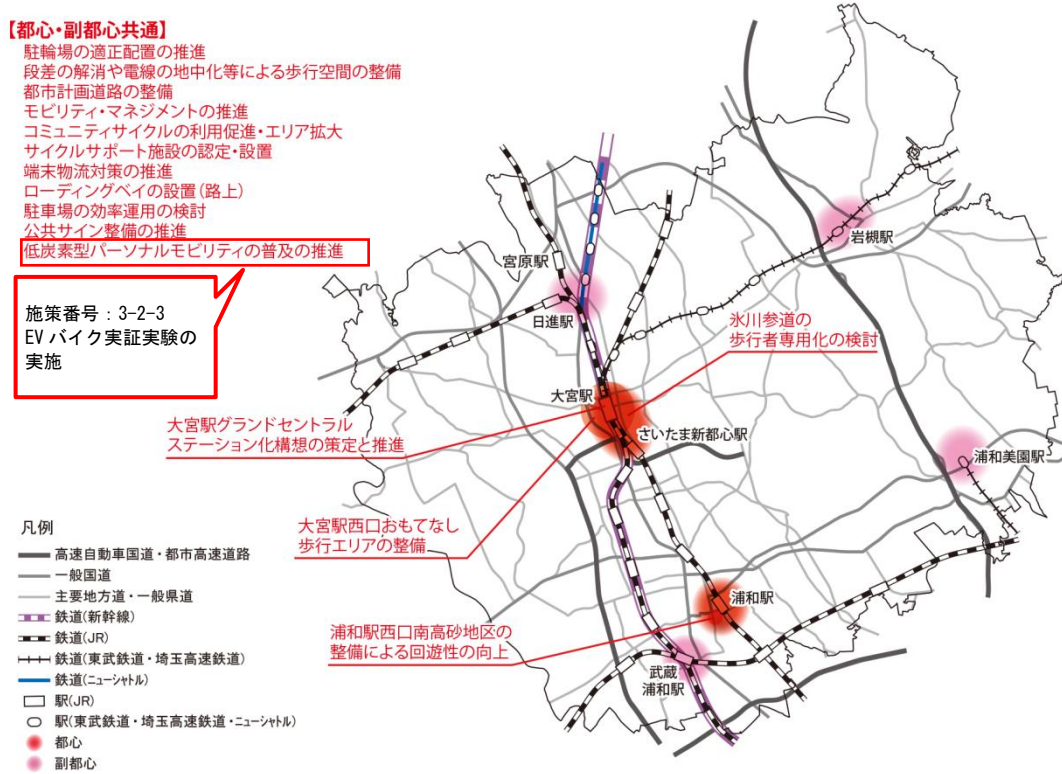 【都心・副都心共通】
駐輪場の適正配置の推進
段差の解消や電線の地中化等による歩行空間の整備
都市計画道路の整備
モビリティ・マネジメントの推進
コミュニティサイクルの利用促進・エリア拡大
サイクルサポート施設の認定・設置
端末物流対策の推進
ローディングベイの設置(路上)
駐車場の効率運用の検討
公共サイン整備の推進
低炭素型パーソナルモビリティの普及の推進
施策番号：3-2-3
EV バイク実証実験の
実施
岩槻駅
宮原駅
日進駅
氷川参道の
歩行者専用化の検討
大宮駅
大宮駅グランドセントラル
ステーション化構想の策定と推進
さいたま新都心駅
浦和美園駅
大宮駅西口おもてなし
歩行エリアの整備
浦和駅
浦和駅西口南高砂地区の
整備による回遊性の向上
武蔵
浦和駅
凡例
高速自動車国道・都市高速道路
一般国道
主要地方道・一般県道
鉄道(新幹線)
鉄道(JR)
鉄道(東武鉄道・埼玉高速鉄道)
鉄道(ニューシャトル)
駅(JR)
駅(東武鉄道・埼玉高速鉄道・ニューシャトル)
都心
副都心